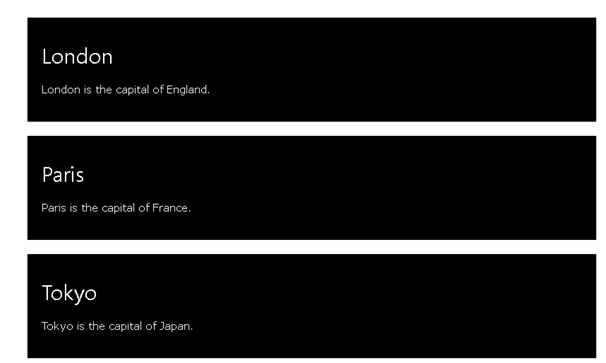 London
London is the capital of England.
Paris
Paris is the capital of France.
Tokyo
Tokyo is the capital of Japan.